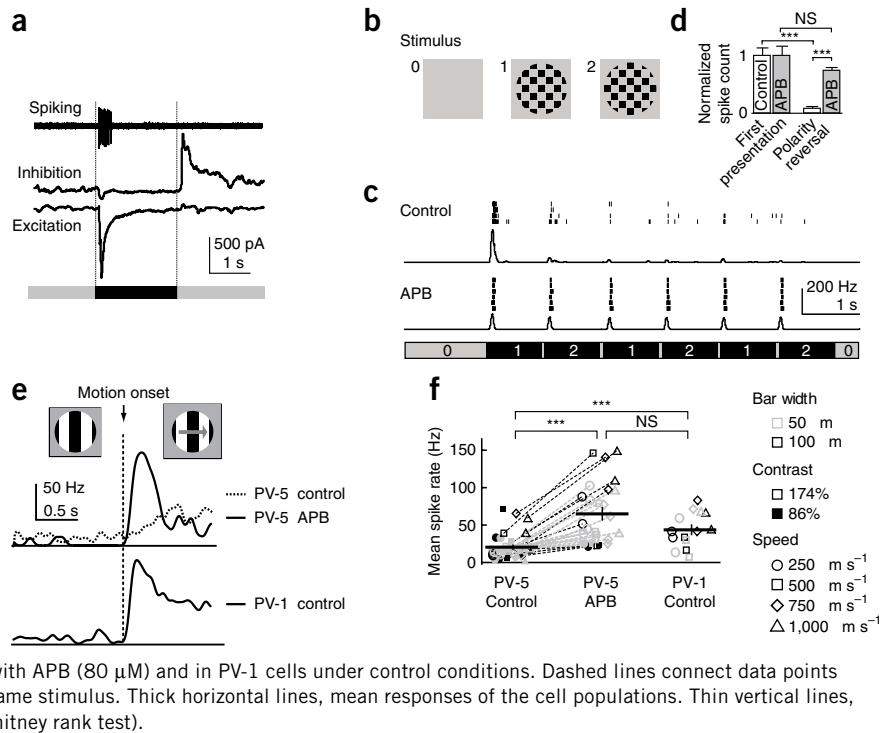 a
Spiking
Inhibition
Excitation
500 pA
1 s
b
Stimulus
0
1
2
c
Control
APB
200 Hz
1 s
0 1 2 1 2 1 2 0
d
NS
***
***
Normalized
spike count
1
0
Control
APB
APB
First
presentation
Polarity
reversal
e
Motion onset
50 Hz
0.5 s
PV-5 control
PV-5 APB
PV-1 control
f
***
***
NS
Mean spike rate (Hz)
150
100
50
0
PV-5
Control
PV-5
APB
PV-1
Control
Bar width
50 m
100 m
Contrast
174%
86%
Speed
250 m s–1
500 m s–1
750 m s–1
1,000 m s–1
with APB (80 μM) and in PV-1 cells under control conditions. Dashed lines connect data points
ame stimulus. Thick horizontal lines, mean responses of the cell populations. Thin vertical lines,
hitney rank test).